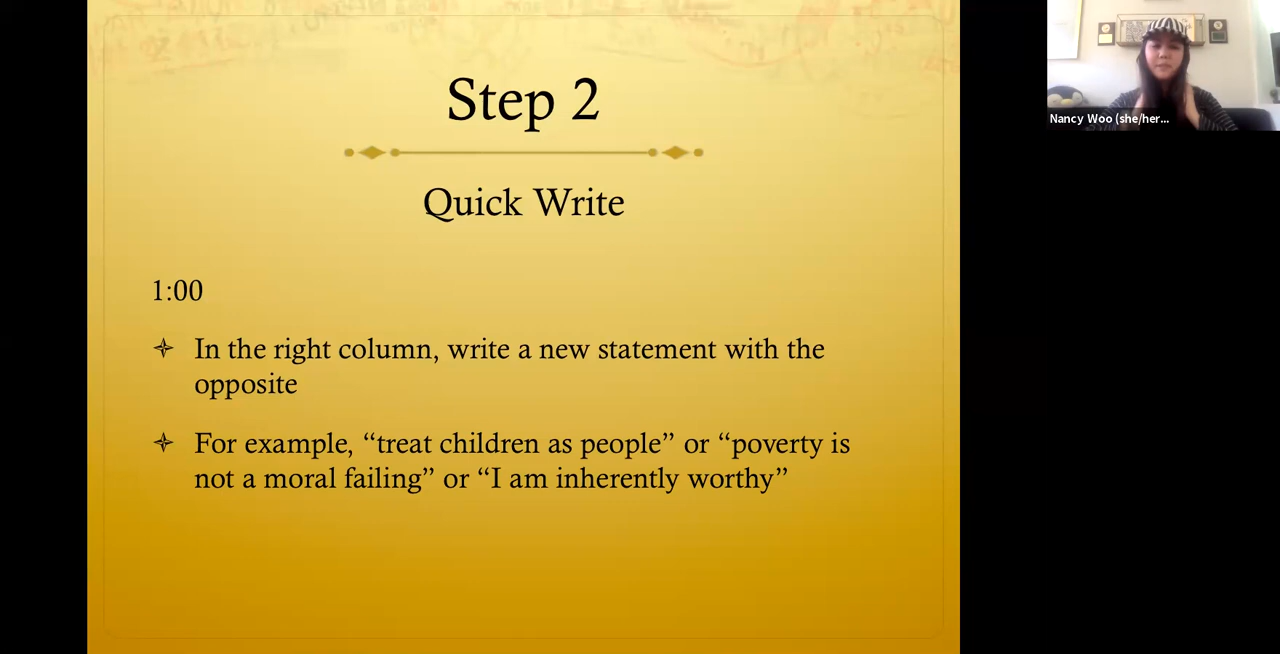 Step 2
Quick Write
1:00
In the right column, write a new statement with the
opposite
For example, “treat children as people” or “poverty is
not a moral failing” or “I am inherently worthy”
Nancy Woo (she/her...